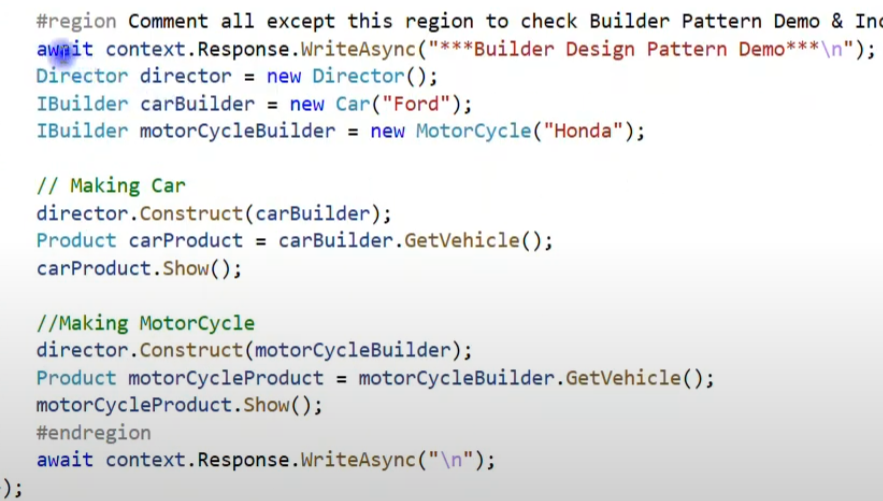 #region Comment all except this region to check Builder Pattern Demo &
await context.Response.WriteAsync("***Builder Design Pattern Demo***\n");
Director director = new Director();
IBuilder carBuilder = new Car("Ford");
IBuilder motorCycleBuilder = new MotorCycle("Honda");
// Making Car
director.Construct(carBuilder);
Product carProduct = carBuilder.GetVehicle();
carProduct.Show();
//Making MotorCycle
director.Construct(motorCycleBuilder);
Product motorCycleProduct = motorCycleBuilder.GetVehicle();
motorCycleProduct.Show();
#endregion
await context.Response.WriteAsync("\n");
);